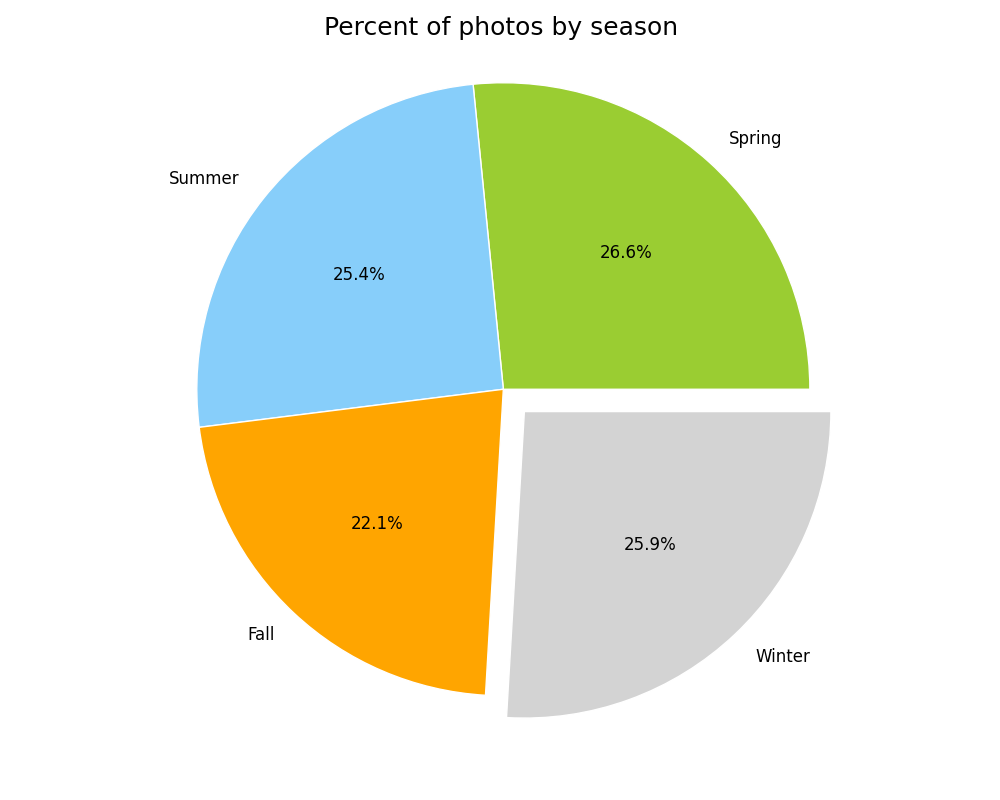 Percent of photos by season
Spring
Summer
26.6%
25.4%
22.1%
25.9%
Fall
Winter